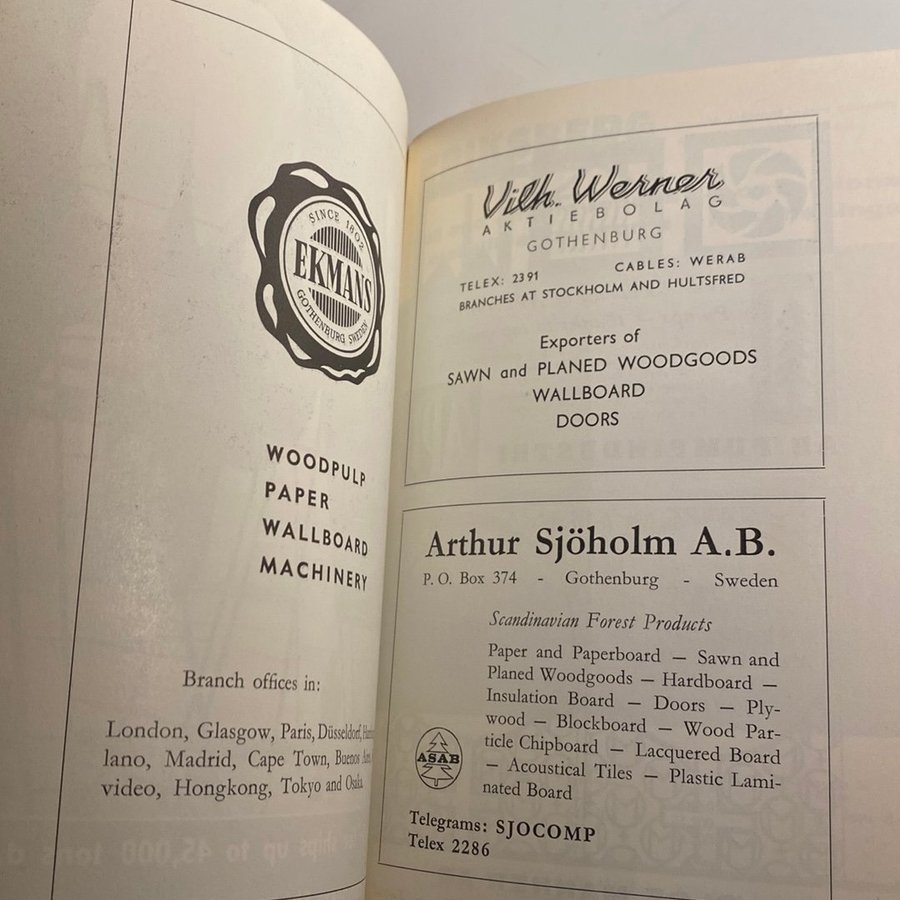 SINCE 1802
EKMANS
GOTHENBURG SWEDEN
WOODPULP
PAPER
WALLBOARD
MACHINERY
Branch offices in:
London, Glasgow, Paris, Düsseldorf,
lano, Madrid, Cape Town, Buenos
video, Hongkong, Tokyo and Osaka.
Vilh. Werner
AKTIEBOLAG
GOTHENBURG
TELEX: 2391 CABLES: WERAB
BRANCHES AT STOCKHOLM AND HULTSFRED
Exporters of
SAWN and PLANED WOODGOODS
WALLBOARD
DOORS
Arthur Sjöholm A.B.
P. O. Box 374 - Gothenburg - Sweden
Scandinavian Forest Products
Paper and Paperboard — Sawn and
Planed Woodgoods — Hardboard —
Insulation Board — Doors — Ply-
wood — Blockboard — Wood Par-
ticle Chipboard — Lacquered Board
— Acoustical Tiles — Plastic Lami-
nated Board
ASAB
Telegrams: SJOCOMP
Telex 2286